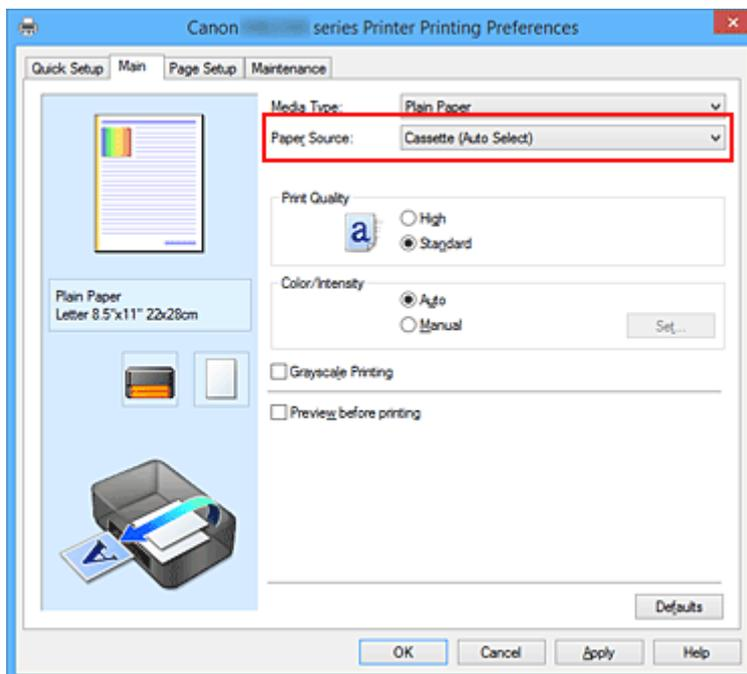 Canon series Printer Printing Preferences
Quick Setup Main Page Setup Maintenance
Media Type: Plain Paper
Paper Source: Cassette (Auto Select)
Print Quality
a
High
Standard
Color/Intensity
Auto
Manual
Set...
Grayscale Printing
Preview before printing
Plain Paper
Letter 8.5"x11" 22x28cm
A
Defaults
OK Cancel Apply Help